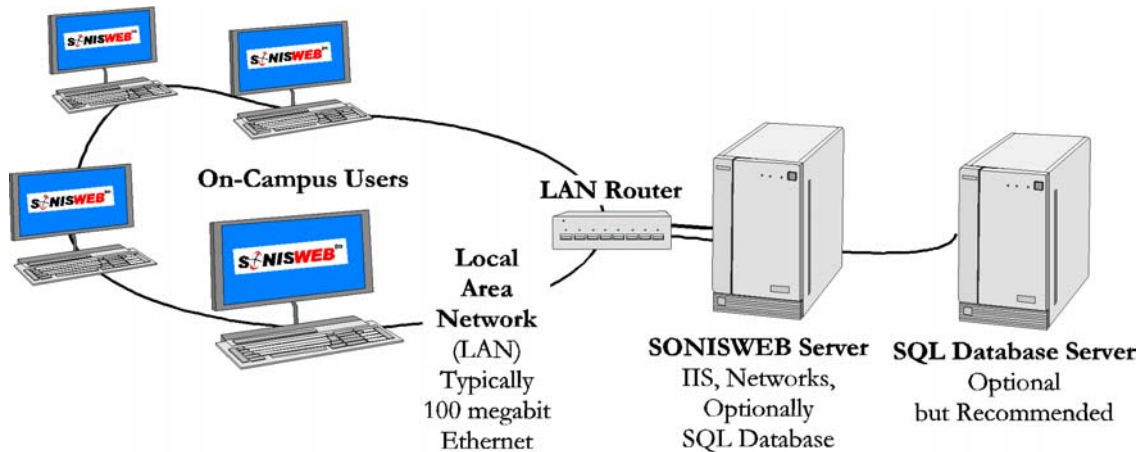 SONISWEB
SONISWEB
SONISWEB
SONISWEB
On-Campus Users
LAN Router
Local
Area
Network
(LAN)
Typically
100 megabit
Ethernet
SONISWEB Server
IIS, Networks,
Optionally
SQL Database
SQL Database Server
Optional
but Recommended